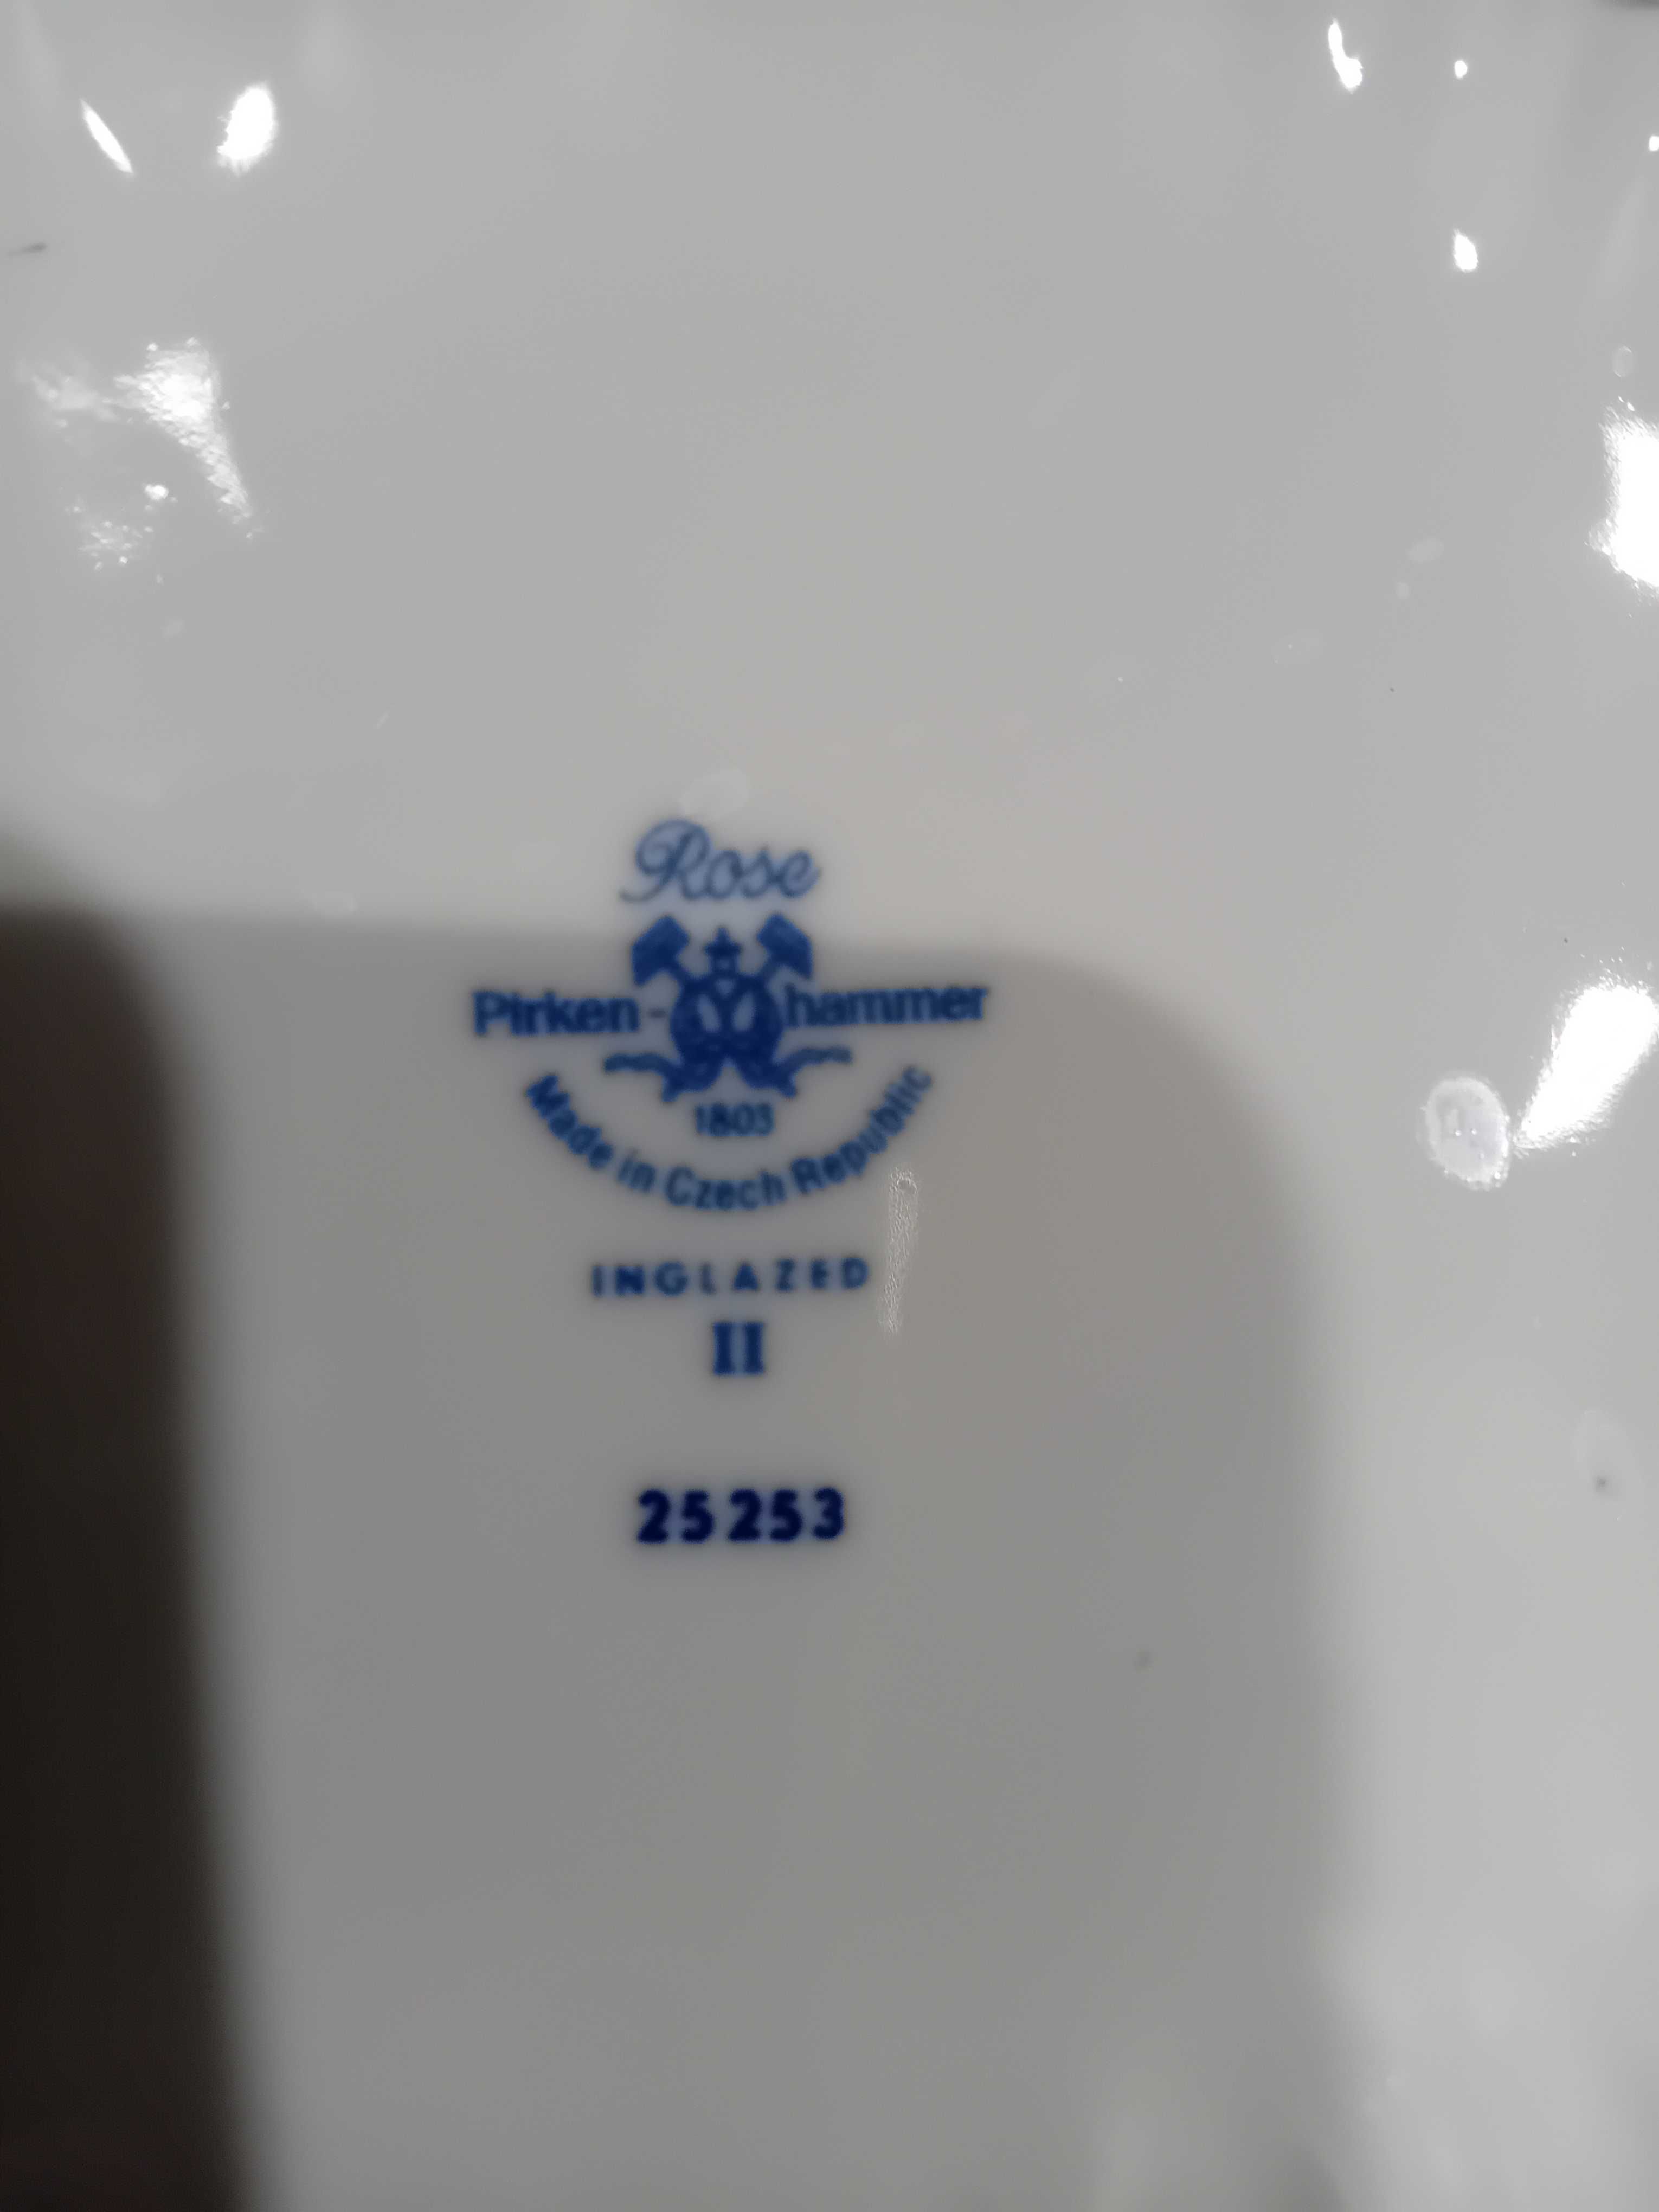 Rose
Pirken-hammer
1803
Made in Czech Republic
INGLAZED
II
25253